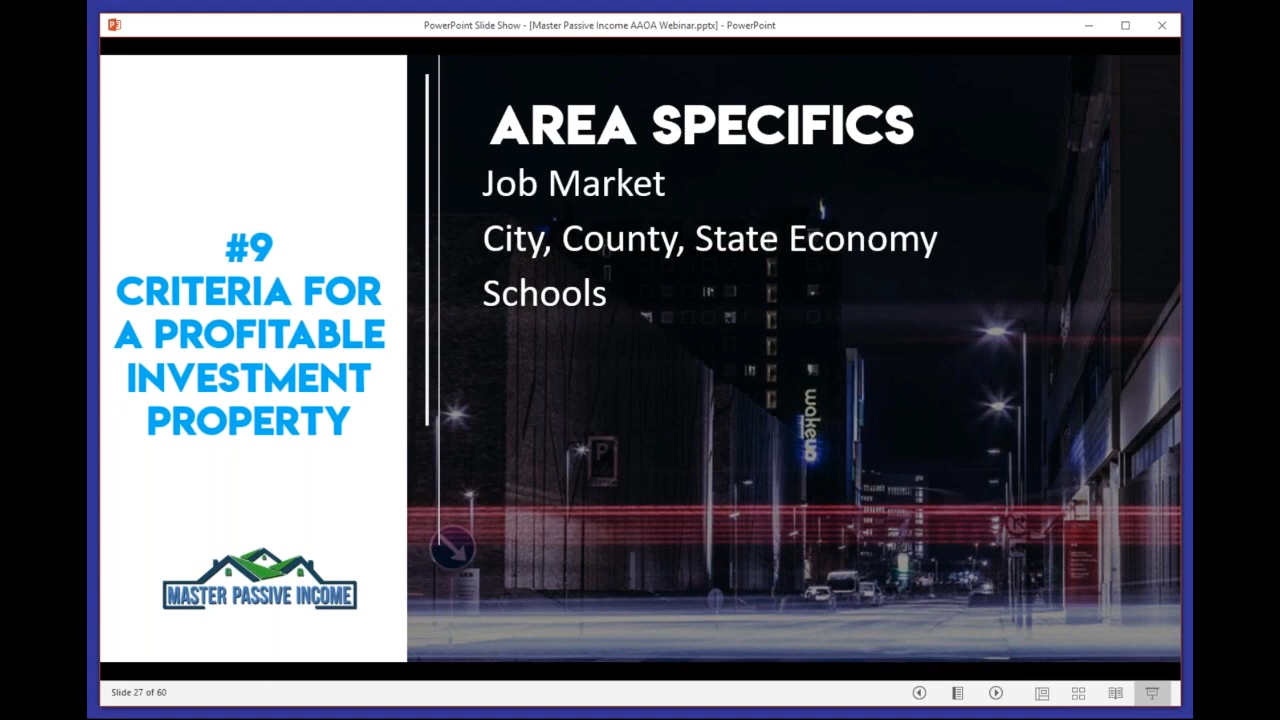 PowerPoint Slide Show - [Master Passive Income AAOA Webinar.pptx] - PowerPoint
#9
CRITERIA FOR
A PROFITABLE
INVESTMENT
PROPERTY
MASTER PASSIVE INCOME
AREA SPECIFICS
Job Market
City, County, State Economy
Schools
wakeup
P
Slide 27 of 60